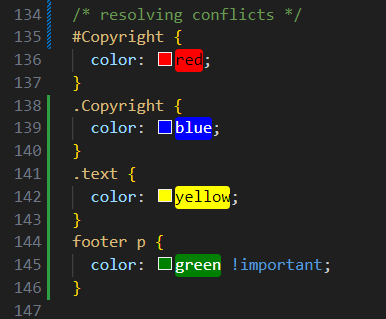 134 /* resolving conflicts */
135 #Copyright {
136 color: red;
137 }
138 .Copyright {
139 color: blue;
140 }
141 .text {
142 color: yellow;
143 }
144 footer p {
145 color: green !important;
146 }
147